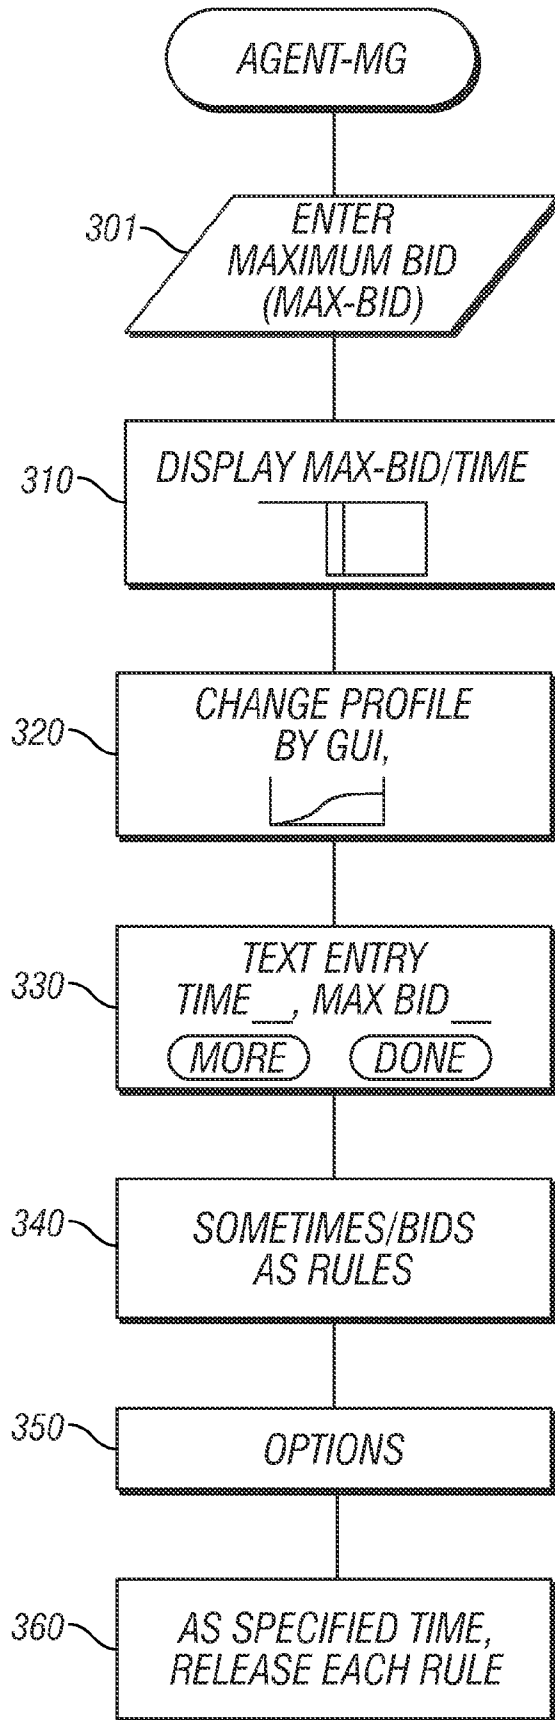 AGENT-MG
301
ENTER
MAXIMUM BID
(MAX-BID)
310
DISPLAY MAX-BID/TIME
320
CHANGE PROFILE
BY GUI,
330
TEXT ENTRY
TIME__, MAX BID__
MORE DONE
340
SOMETIMES/BIDS
AS RULES
350
OPTIONS
360
AS SPECIFIED TIME,
RELEASE EACH RULE